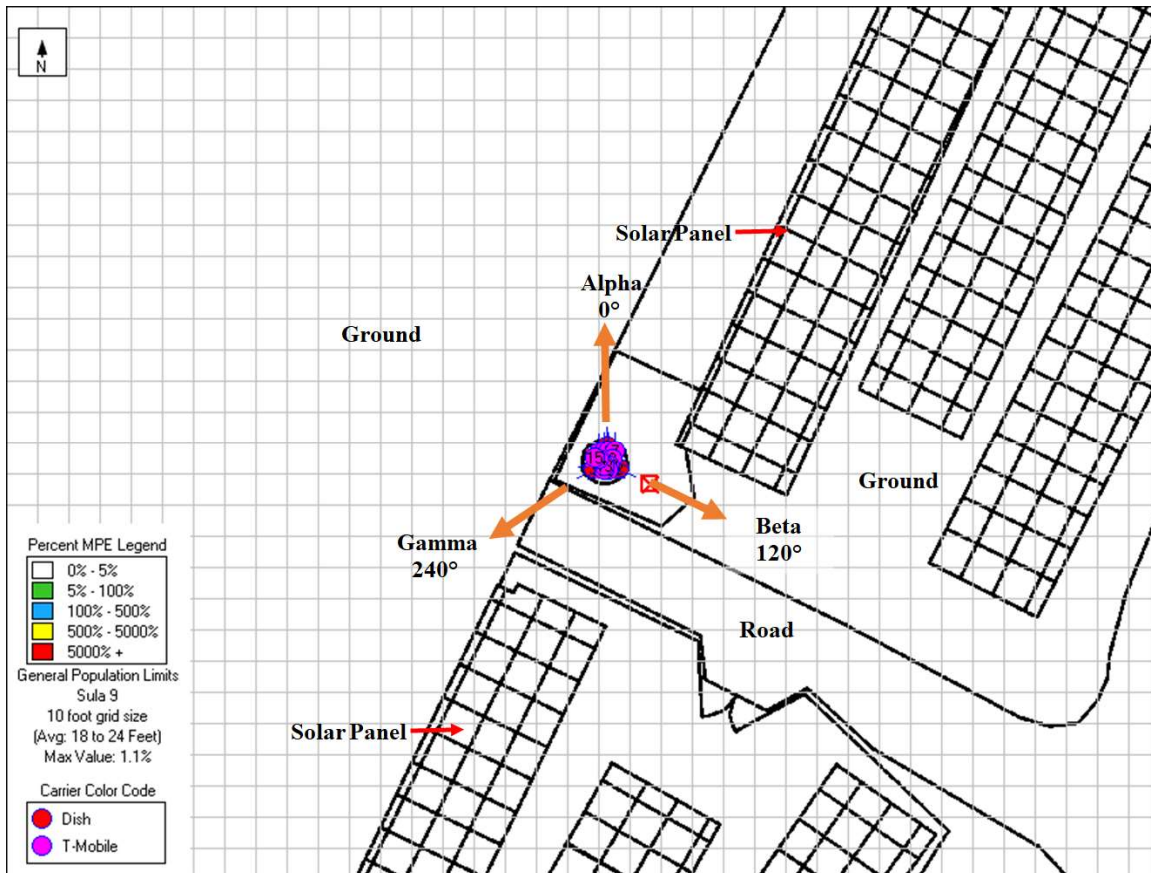 N
Solar Panel
Alpha
0°
Ground
Ground
Gamma
240°
Beta
120°
Road
Solar Panel
Percent MPE Legend
0% - 5%
5% - 100%
100% - 500%
500% - 5000%
5000% +
General Population Limits
Sula 9
10 foot grid size
(Avg: 18 to 24 Feet)
Max Value: 1.1%
Carrier Color Code
Dish
T-Mobile